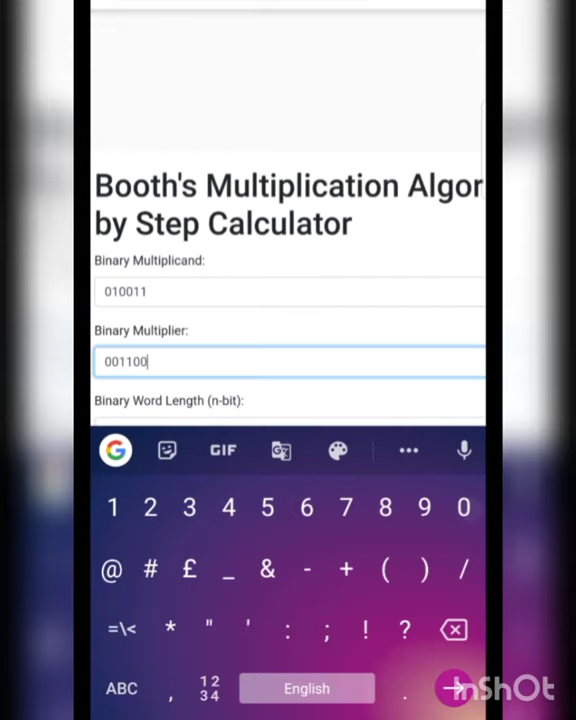 Booth's Multiplication Algor
by Step Calculator
Binary Multiplicand:
010011
Binary Multiplier:
001100
Binary Word Length (n-bit):
G GIF G ...
1 2 3 4 5 6 7 8 9 0
@ # £ _ & - + ( ) /
=\< * " ' : ; ! ? 
ABC , 12 34 English .
InShOt